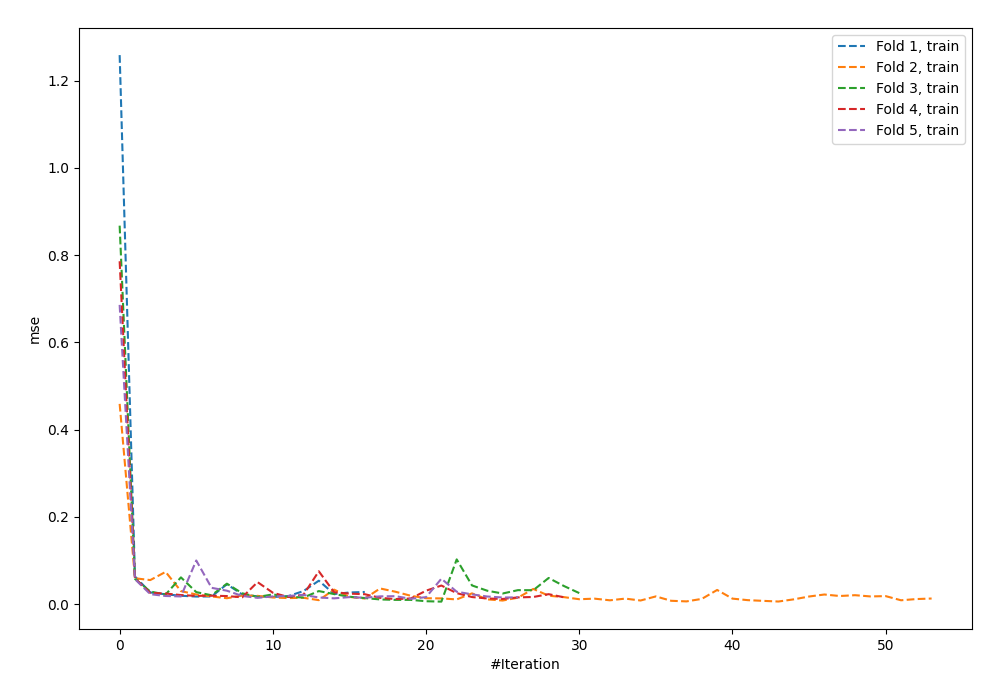 Fold 1, train
Fold 2, train
Fold 3, train
Fold 4, train
Fold 5, train
mse
1.2
1.0
0.8
0.6
0.4
0.2
0.0
0 10 20 30 40 50
#Iteration